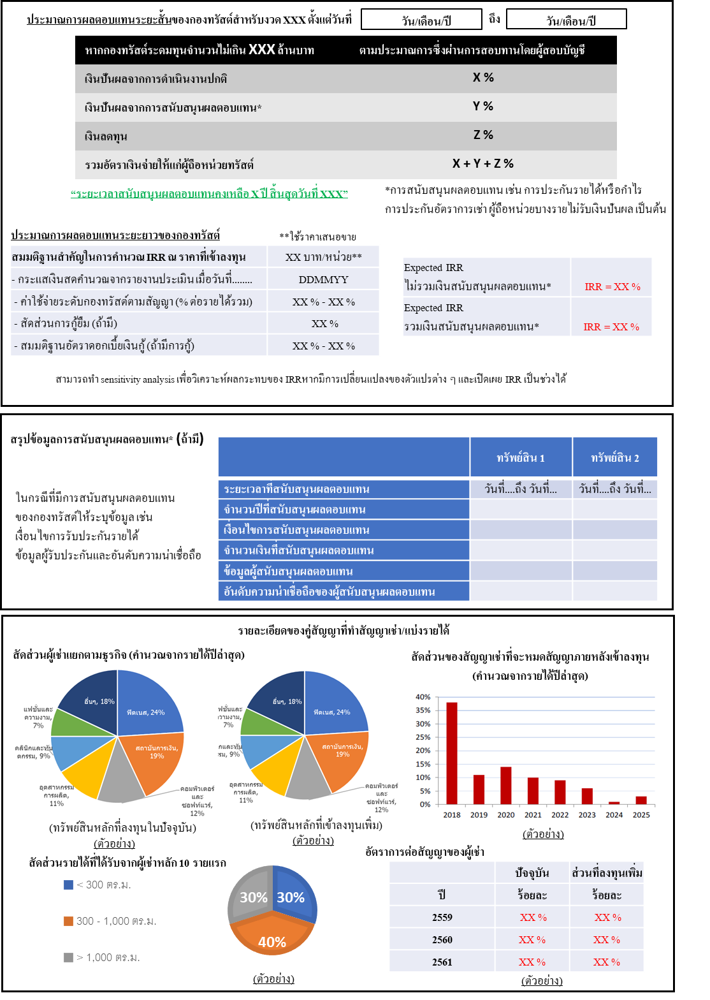 ประมาณการผลตอบแทนระยะสั้นของกองทรัสต์สำหรับงวด XXX ตั้งแต่วันที่ วัน/เดือน/ปี ถึง วัน/เดือน/ปี
หากกองทรัสต์ระดมทุนจำนวนไม่เกิน XXX ล้านบาท ตามประมาณการซึ่งผ่านการสอบทานโดยผู้สอบบัญชี
เงินปันผลจากการดำเนินงานปกติ X %
เงินปันผลจากการสนับสนุนผลตอบแทน* Y %
เงินลดทุน Z %
รวมอัตราเงินจ่ายให้แก่ผู้ถือหน่วยทรัสต์ X + Y + Z %
“ระยะเวลาสนับสนุนผลตอบแทนคงเหลือ X ปี สิ้นสุดวันที่ XXX”
*การสนับสนุนผลตอบแทน เช่น การประกันรายได้หรือกำไร
การประกันอัตราการเช่า ผู้ถือหน่วยบางรายไม่รับเงินปันผล เป็นต้น
ประมาณการผลตอบแทนระยะยาวของกองทรัสต์ **ใช้ราคาเสนอขาย
สมมติฐานสำคัญในการคำนวณ IRR ณ ราคาที่เข้าลงทุน XX บาท/หน่วย**
- กระแสเงินสดคำนวณจากรายงานประเมิน เมื่อวันที่........ DDMMYY
- ค่าใช้จ่ายระดับกองทรัสต์ตามสัญญา (% ต่อรายได้รวม) XX % - XX %
- สัดส่วนการกู้ยืม (ถ้ามี) XX %
- สมมติฐานอัตราดอกเบี้ยเงินกู้ (ถ้ามีการกู้) XX % - XX %
Expected IRR
ไม่รวมเงินสนับสนุนผลตอบแทน* IRR = XX %
Expected IRR
รวมเงินสนับสนุนผลตอบแทน* IRR = XX %
สามารถทำ sensitivity analysis เพื่อวิเคราะห์ผลกระทบของ IRRหากมีการเปลี่ยนแปลงของตัวแปรต่าง ๆ และเปิดเผย IRR เป็นช่วงได้
สรุปข้อมูลการสนับสนุนผลตอบแทน* (ถ้ามี)
ในกรณีที่มีการสนับสนุนผลตอบแทน
ของกองทรัสต์ให้ระบุข้อมูล เช่น
เงื่อนไขการรับประกันรายได้
ข้อมูลผู้รับประกันและอันดับความน่าเชื่อถือ
ทรัพย์สิน 1 ทรัพย์สิน 2
ระยะเวลาที่สนับสนุนผลตอบแทน วันที่....ถึง วันที่... วันที่....ถึง วันที่...
จำนวนปีที่สนับสนุนผลตอบแทน
เงื่อนไขการสนับสนุนผลตอบแทน
จำนวนเงินที่สนับสนุนผลตอบแทน
ข้อมูลผู้สนับสนุนผลตอบแทน
อันดับความน่าเชื่อถือของผู้สนับสนุนผลตอบแทน
รายละเอียดของคู่สัญญาที่ทำสัญญาเช่า/แบ่งรายได้
สัดส่วนผู้เช่าแยกตามธุรกิจ (คำนวณจากรายได้ปีล่าสุด)
อื่นๆ, 18%
ฟิตเนส, 24%
แฟชั่นและ
ความงาม,
7%
สถาบันการเงิน,
19%
คลินิกและทัน
ตกรรม, 9%
อุตสาหกรรม
การผลิต,
11%
คอมพิวเตอร์
และ
ซอฟท์แวร์,
12%
(ทรัพย์สินหลักที่ลงทุนในปัจจุบัน)
(ตัวอย่าง)
อื่นๆ, 18%
ฟิตเนส, 24%
ฟชั่นและ
วามงาม,
7%
สถาบันการเงิน,
19%
กและทัน
รรม, 9%
อุตสาหกรรม
การผลิต,
11%
คอมพิวเตอร์
และ
ซอฟท์แวร์,
12%
(ทรัพย์สินหลักที่เข้าลงทุนเพิ่ม)
(ตัวอย่าง)
สัดส่วนของสัญญาเช่าที่จะหมดสัญญาภายหลังเข้าลงทุน
(คำนวณจากรายได้ปีล่าสุด)
40%
35%
30%
25%
20%
15%
10%
5%
0%
2018 2019 2020 2021 2022 2023 2024 2025
(ตัวอย่าง)
สัดส่วนรายได้ที่ได้รับจากผู้เช่าหลัก 10 รายแรก
< 300 ตร.ม.
300 - 1,000 ตร.ม.
> 1,000 ตร.ม.
30% 30%
40%
(ตัวอย่าง)
อัตราการต่อสัญญาของผู้เช่า
ปัจจุบัน ส่วนที่ลงทุนเพิ่ม
ปี ร้อยละ ร้อยละ
2559 XX % XX %
2560 XX % XX %
2561 XX % XX %
(ตัวอย่าง)